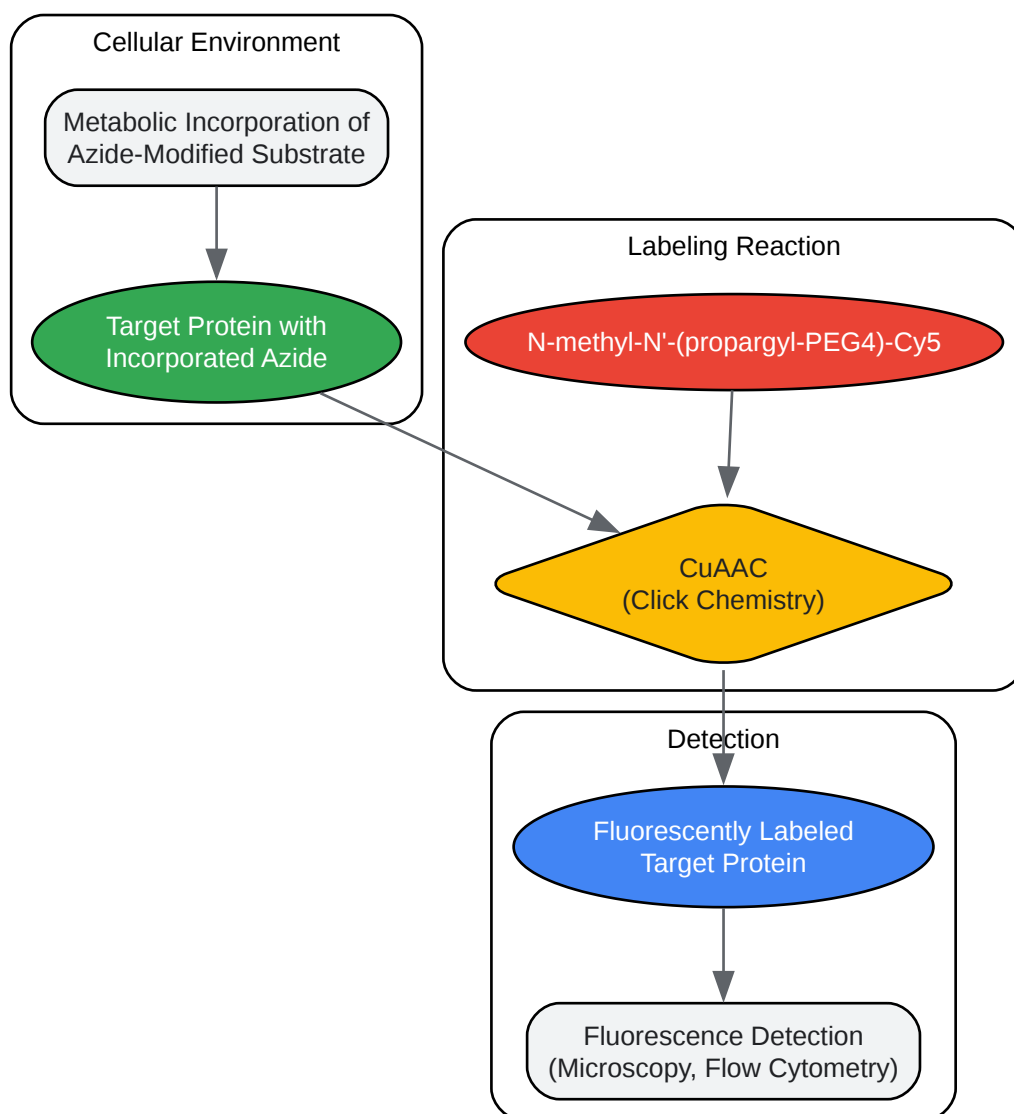 Cellular Environment
Metabolic Incorporation of
Azide-Modified Substrate
Target Protein with
Incorporated Azide
Labeling Reaction
N-methyl-N'-(propargyl-PEG4)-Cy5
CuAAC
(Click Chemistry)
Detection
Fluorescently Labeled
Target Protein
Fluorescence Detection
(Microscopy, Flow Cytometry)